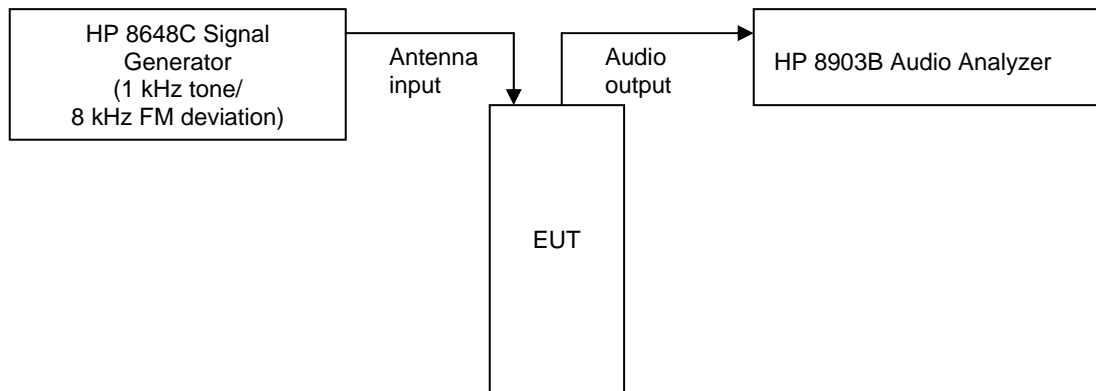 HP 8648C Signal
Generator
(1 kHz tone/
8 kHz FM deviation)
Antenna
input
Audio
output
HP 8903B Audio Analyzer
EUT